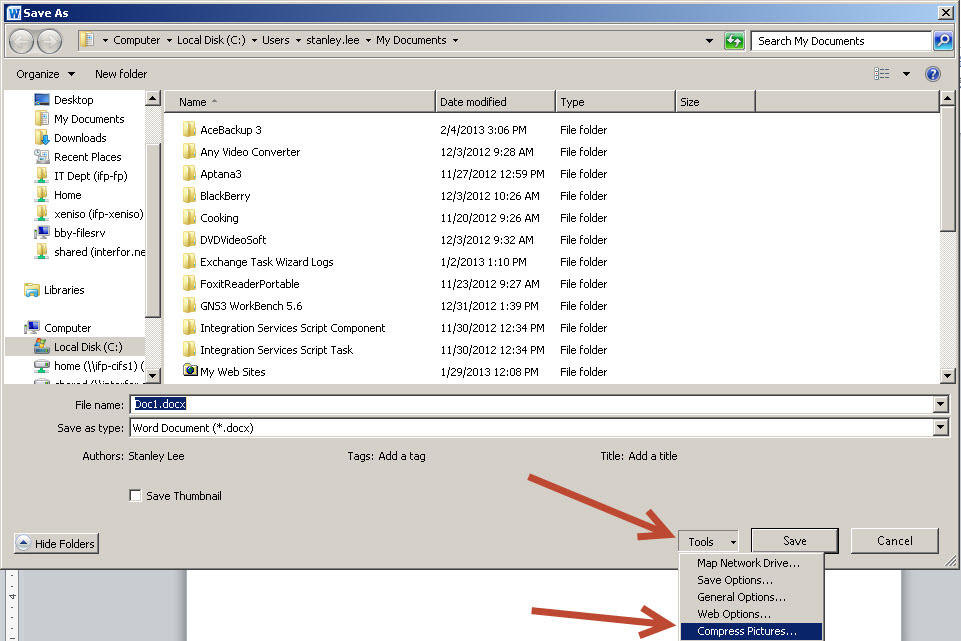 Save As
Computer Local Disk (C:) Users stanley.lee My Documents Search My Documents
Organize New folder
Name Date modified Type Size
Desktop
My Documents
Downloads
Recent Places
IT Dept (ifp-fp)
Home
xeniso (ifp-xeniso)
bby-filesrv
shared (interfor.ne
Libraries
Computer
Local Disk (C:)
home (\\ifp-cifs1) (
AceBackup 3 2/4/2013 3:06 PM File folder
Any Video Converter 12/3/2012 9:28 AM File folder
Aptana3 11/27/2012 12:59 PM File folder
BlackBerry 12/3/2012 10:26 AM File folder
Cooking 11/20/2012 9:26 AM File folder
DVDVideoSoft 12/3/2012 9:32 AM File folder
Exchange Task Wizard Logs 1/2/2013 1:10 PM File folder
FoxitReaderPortable 11/23/2012 9:27 AM File folder
GNS3 WorkBench 5.6 12/31/2012 1:39 PM File folder
Integration Services Script Component 11/30/2012 12:34 PM File folder
Integration Services Script Task 11/30/2012 12:34 PM File folder
My Web Sites 1/29/2013 12:08 PM File folder
File name: Doc1.docx
Save as type: Word Document (*.docx)
Authors: Stanley Lee Tags: Add a tag Title: Add a title
Save Thumbnail
Hide Folders Tools Save Cancel
Map Network Drive...
Save Options...
General Options...
Web Options...
Compress Pictures...
4